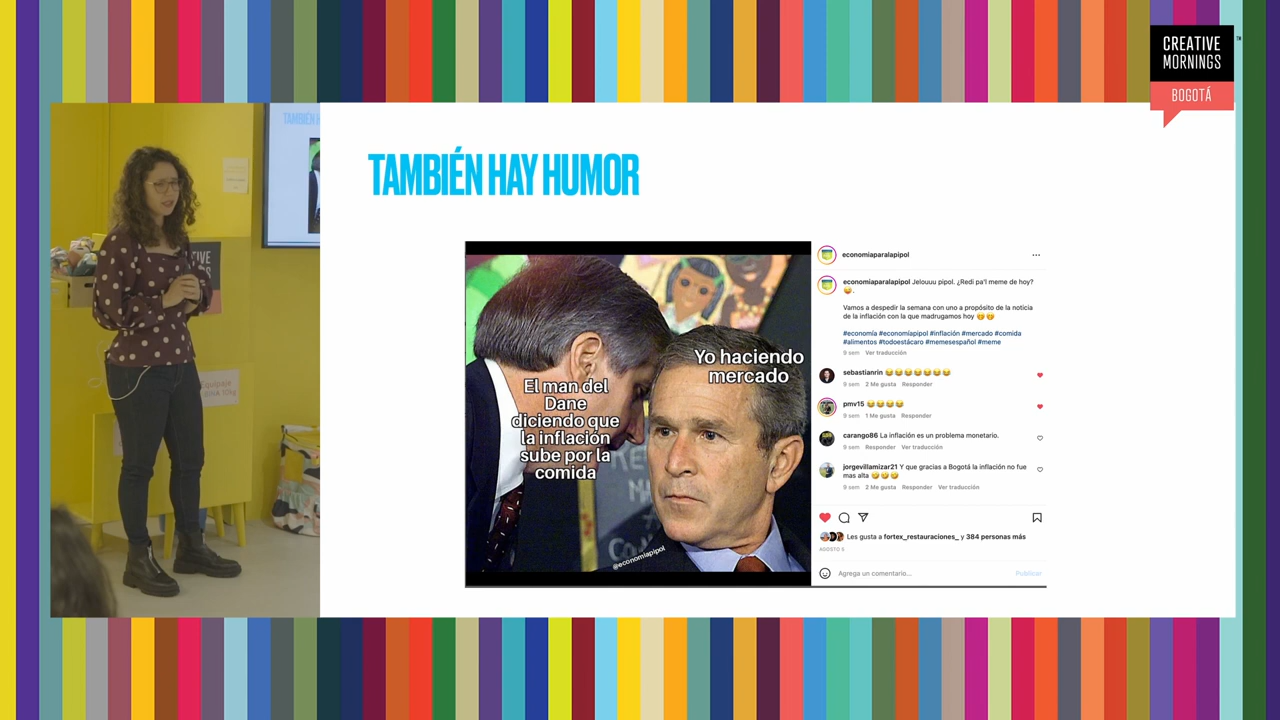 CREATIVE
MORNINGS
™
BOGOTÁ
TAMBIÉN HAY HUMOR
El man del
Dane
diciendo que
la inflación
sube por la
comida
Yo haciendo
mercado
@economiapipol
economiaparalapipol
economiaparalapipol Jelouuu pipol. ¿Redi pa'l meme de hoy?
😜.
Vamos a despedir la semana con uno a propósito de la noticia
de la inflación con la que madrugamos hoy 🤭🤭
#economía #economíapipol #inflación #mercado #comida
#alimentos #todoestácaro #memesespañol #meme
9 sem Ver traducción
sebastianrin 😂😂😂😂😂😂😂
9 sem 2 Me gusta Responder
pmv15 😂😂😂😂
9 sem 1 Me gusta Responder
carango86 La inflación es un problema monetario.
9 sem Responder Ver traducción
jorgevillamizar21 Y que gracias a Bogotá la inflación no fue
mas alta 🤣🤣🤣
9 sem 2 Me gusta Responder Ver traducción
Les gusta a fortex_restauraciones_ y 384 personas más
AGOSTO 5
Agrega un comentario...
Publicar